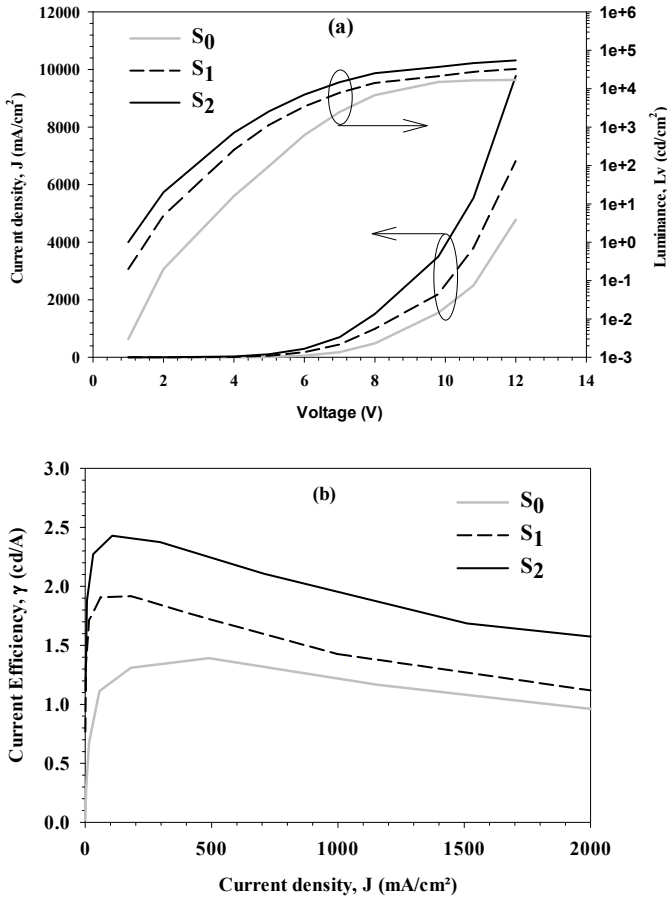 (a)
S0
S1
S2
Current density, J (mA/cm²)
12000
10000
8000
6000
4000
2000
0
Luminance, Lv (cd/cm²)
1e+6
1e+5
1e+4
1e+3
1e+2
1e+1
1e+0
1e-1
1e-2
1e-3
0 2 4 6 8 10 12 14
Voltage (V)
(b)
S0
S1
S2
Current Efficiency, γ (cd/A)
3.0
2.5
2.0
1.5
1.0
0.5
0.0
0 500 1000 1500 2000
Current density, J (mA/cm²)